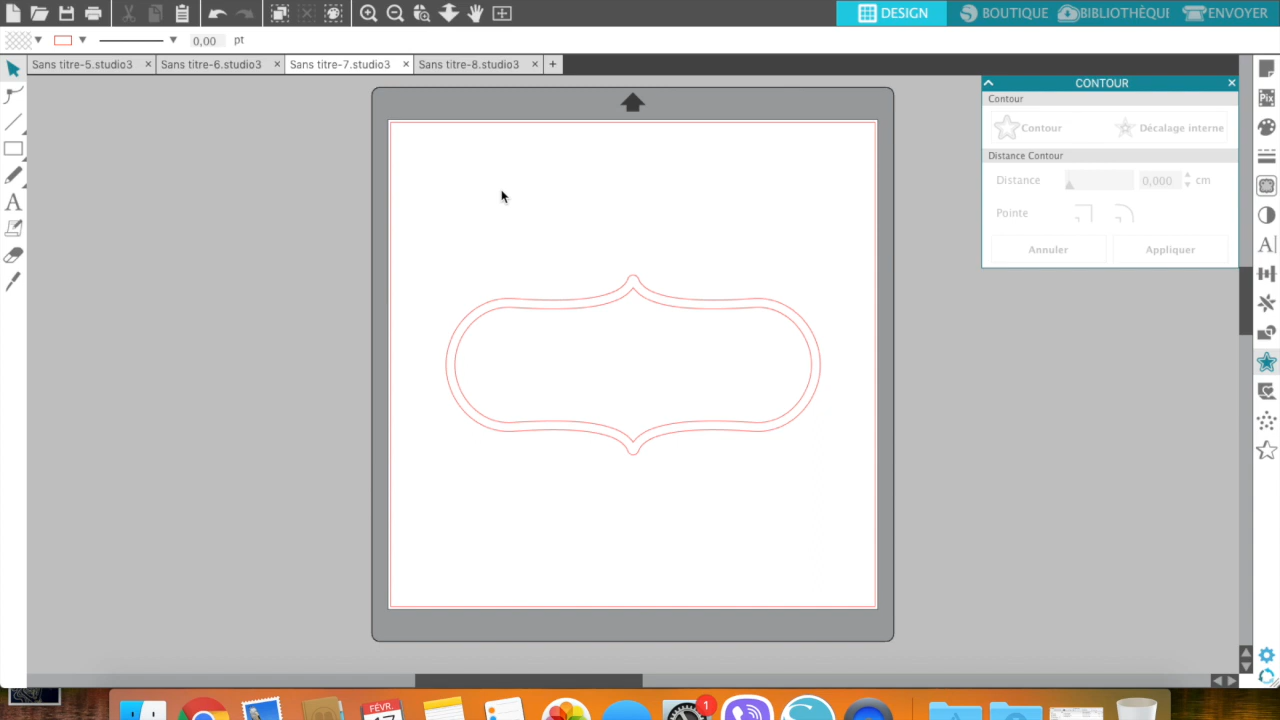 DESIGN
BOUTIQUE
BIBLIOTHÈQUE
ENVOYER
0,00 pt
Sans titre-5.studio3
Sans titre-6.studio3
Sans titre-7.studio3
Sans titre-8.studio3
CONTOUR
Contour
Contour
Décalage interne
Distance Contour
Distance 0,000 cm
Pointe
Annuler
Appliquer
Pix
A
A
FÉVR.
17
1